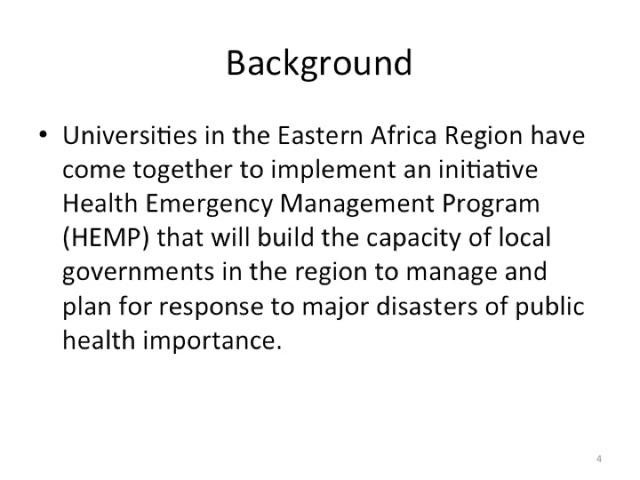 Background
• Universities in the Eastern Africa Region have
come together to implement an initiative
Health Emergency Management Program
(HEMP) that will build the capacity of local
governments in the region to manage and
plan for response to major disasters of public
health importance.
4